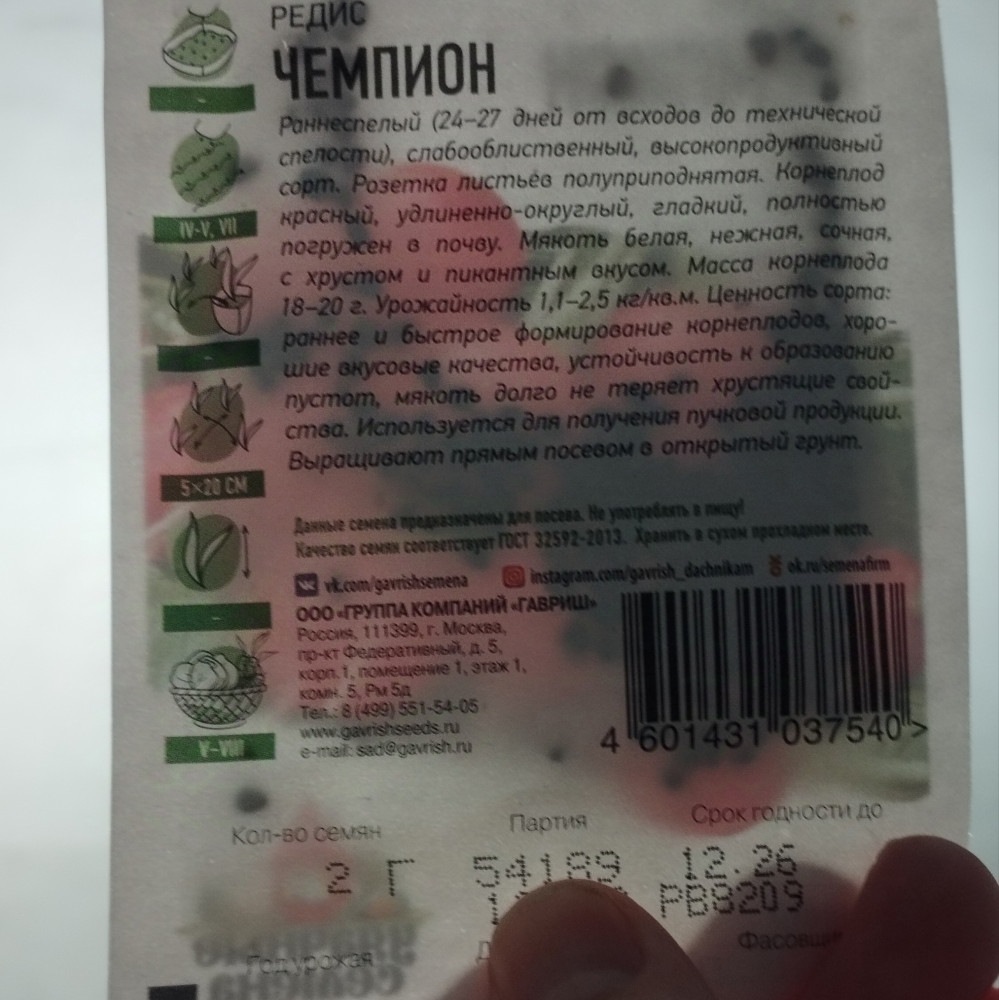 РЕДИС
ЧЕМПИОН
Раннеспелый (24–27 дней от всходов до технической
спелости), слабооблиственный, высокопродуктивный
сорт. Розетка листьев полуприподнятая. Корнеплод
красный, удлиненно-округлый, гладкий, полностью
погружен в почву. Мякоть белая, нежная, сочная,
с хрустом и пикантным вкусом. Масса корнеплода
18–20 г. Урожайность 1,1–2,5 кг/кв.м. Ценность сорта:
раннее и быстрое формирование корнеплодов, хоро-
шие вкусовые качества, устойчивость к образованию
пустот, мякоть долго не теряет хрустящие свой-
ства. Используется для получения пучковой продукции.
Выращивают прямым посевом в открытый грунт.
-
IV-V, VII
-
5×20 СМ
-
V-VIII
Данные семена предназначены для посева. Не употреблять в пищу!
Качество семян соответствует ГОСТ 32592-2013. Хранить в сухом прохладном месте.
vk.com/gavrishsemena instagram.com/gavrish_dachnikam ok.ru/semenafirm
ООО «ГРУППА КОМПАНИЙ «ГАВРИШ»
Россия, 111399, г. Москва,
пр-кт Федеративный, д. 5,
корп.1, помещение 1, этаж 1,
комн. 5, Рм 5д
Тел.: 8 (499) 551-54-05
www.gavrishseeds.ru
e-mail: sad@gavrish.ru
4 601431 037540 >
Кол-во семян Партия Срок годности до
2 Г 54189 12.26
РВ8209
Год урожая